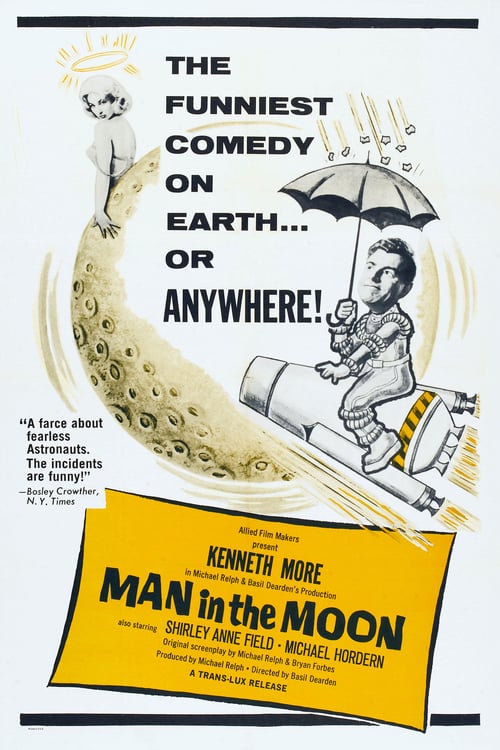 THE
FUNNIEST
COMEDY
ON
EARTH...
OR
ANYWHERE!
"A farce about
fearless
Astronauts.
The incidents
are funny!"
—Bosley Crowther,
N.Y. Times
Allied Film Makers
present
KENNETH MORE
in Michael Relph & Basil Dearden's Production
MAN in the MOON
also starring SHIRLEY ANNE FIELD · MICHAEL HORDERN
Original screenplay by Michael Relph & Bryan Forbes
Produced by Michael Relph · Directed by Basil Dearden
A TRANS-LUX RELEASE